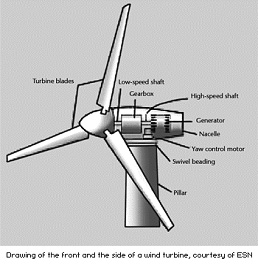 Turbine blades
Low-speed shaft
Gearbox
High-speed shaft
Generator
Nacelle
Yaw control motor
Swivel beading
Pillar
Drawing of the front and the side of a wind turbine, courtesy of ESN